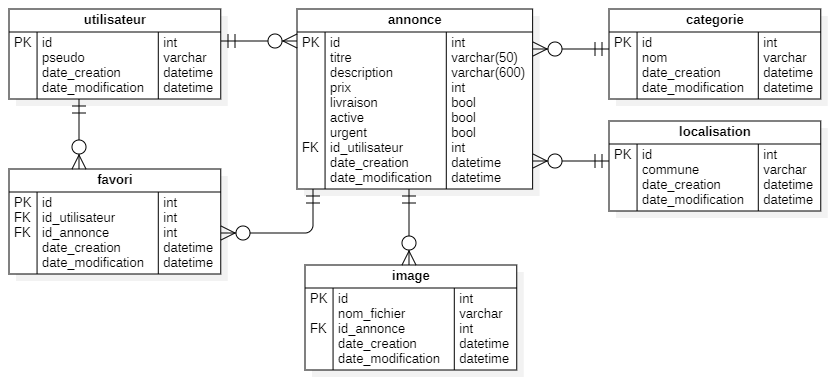 utilisateur
PK id int
pseudo varchar
date_creation datetime
date_modification datetime
annonce
PK id int
titre varchar(50)
description varchar(600)
prix int
livraison bool
active bool
urgent bool
FK id_utilisateur int
date_creation datetime
date_modification datetime
categorie
PK id int
nom varchar
date_creation datetime
date_modification datetime
localisation
PK id int
commune varchar
date_creation datetime
date_modification datetime
favori
PK id int
FK id_utilisateur int
FK id_annonce int
date_creation datetime
date_modification datetime
image
PK id int
nom_fichier varchar
FK id_annonce int
date_creation datetime
date_modification datetime